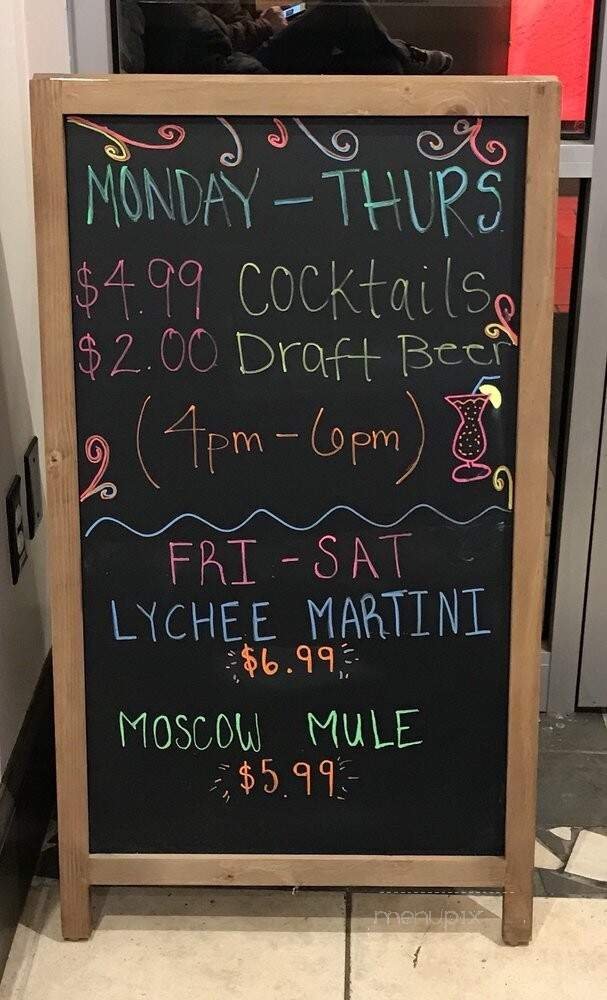 MONDAY - THURS
$4.99 COCKtails
$2.00 Draft Beer
(4pm - 6pm)
FRI - SAT
LYCHEE MARTINI
$6.99
MOSCOW MULE
$5.99
menupix